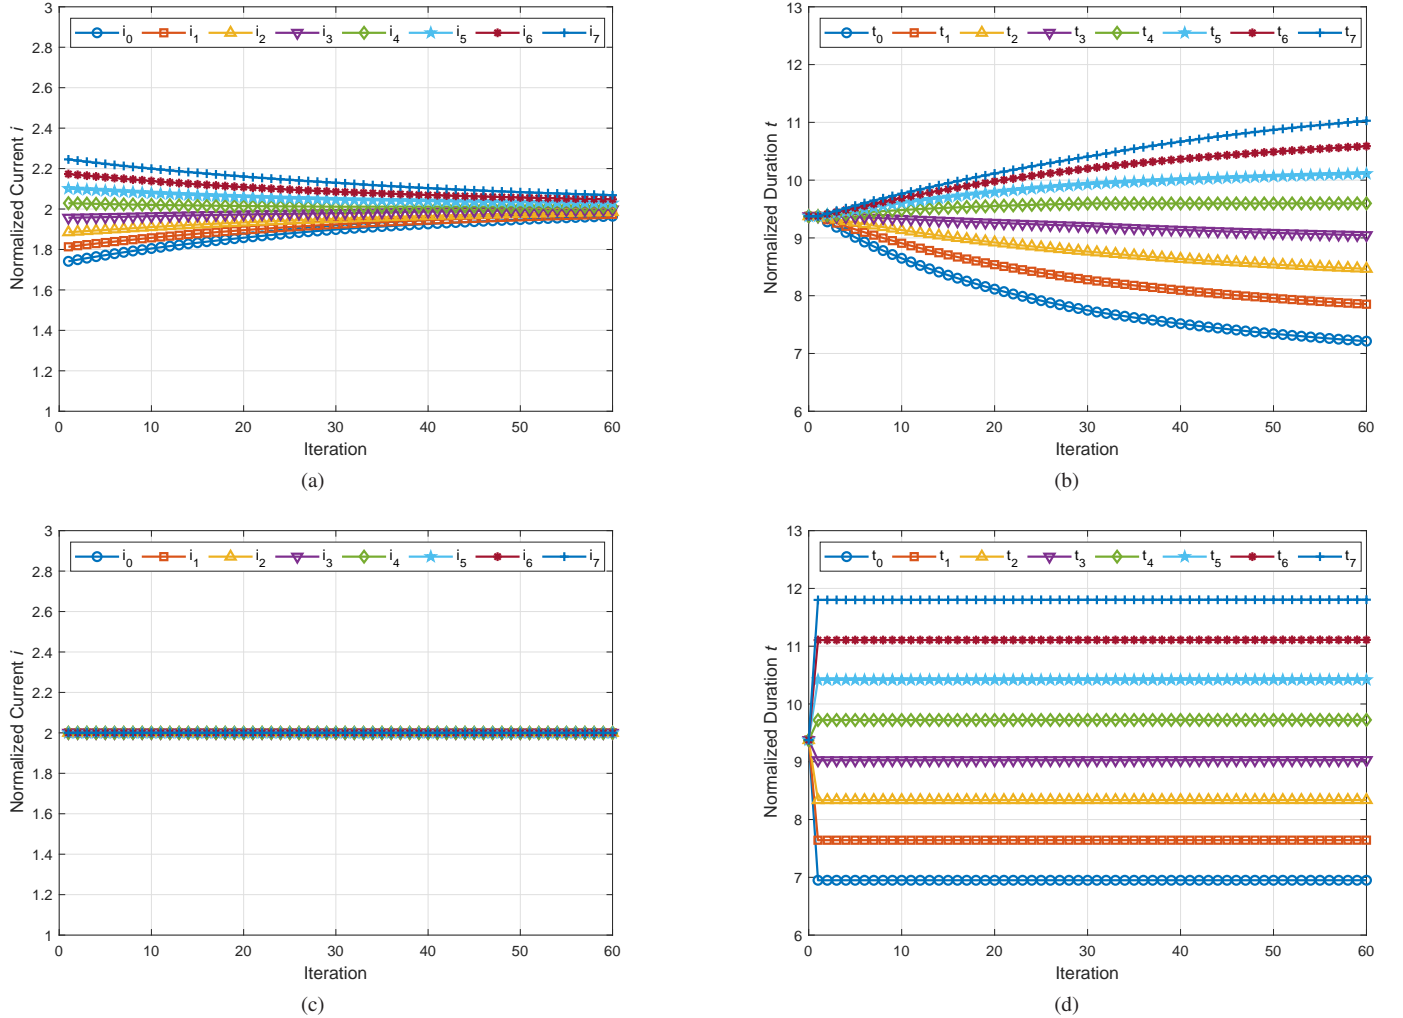 3
2.8
2.6
2.4
2.2
2
1.8
1.6
1.4
1.2
1
0 10 20 30 40 50 60
Normalized Current i
Iteration
i0 i1 i2 i3 i4 i5 i6 i7
(a)
13
12
11
10
9
8
7
6
0 10 20 30 40 50 60
Normalized Duration t
Iteration
t0 t1 t2 t3 t4 t5 t6 t7
(b)
3
2.8
2.6
2.4
2.2
2
1.8
1.6
1.4
1.2
1
0 10 20 30 40 50 60
Normalized Current i
Iteration
i0 i1 i2 i3 i4 i5 i6 i7
(c)
13
12
11
10
9
8
7
6
0 10 20 30 40 50 60
Normalized Duration t
Iteration
t0 t1 t2 t3 t4 t5 t6 t7
(d)